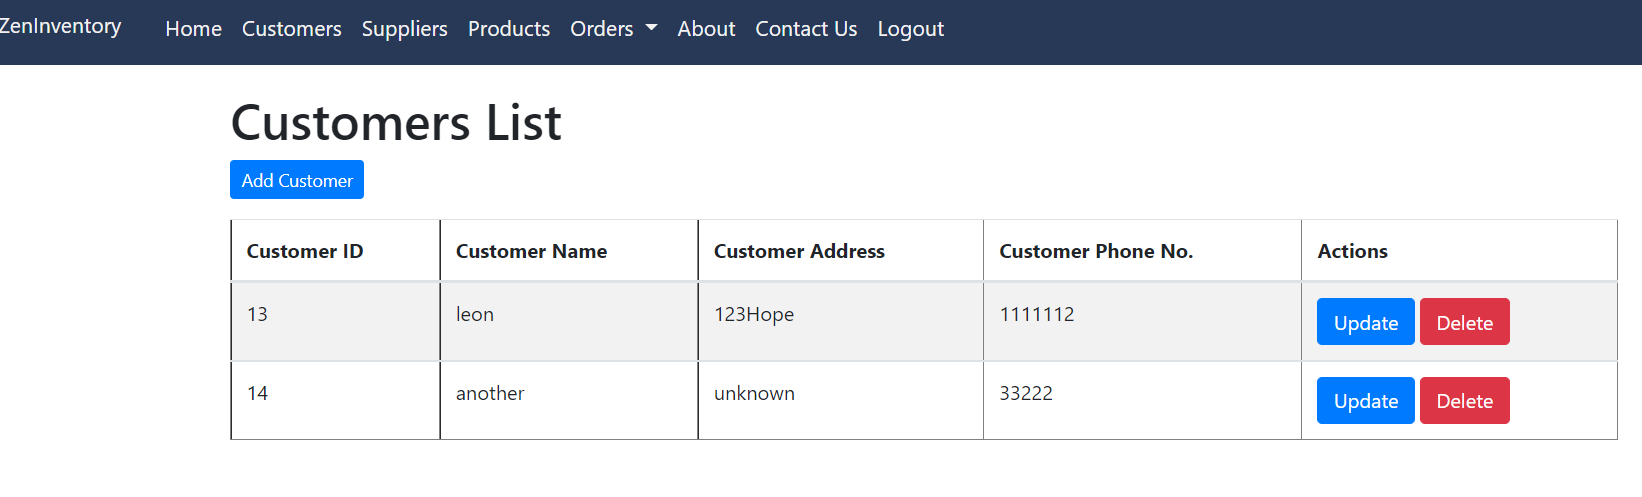 ZenInventory Home Customers Suppliers Products Orders About Contact Us Logout
Customers List
Add Customer
Customer ID Customer Name Customer Address Customer Phone No. Actions
13 leon 123Hope 1111112 Update Delete
14 another unknown 33222 Update Delete